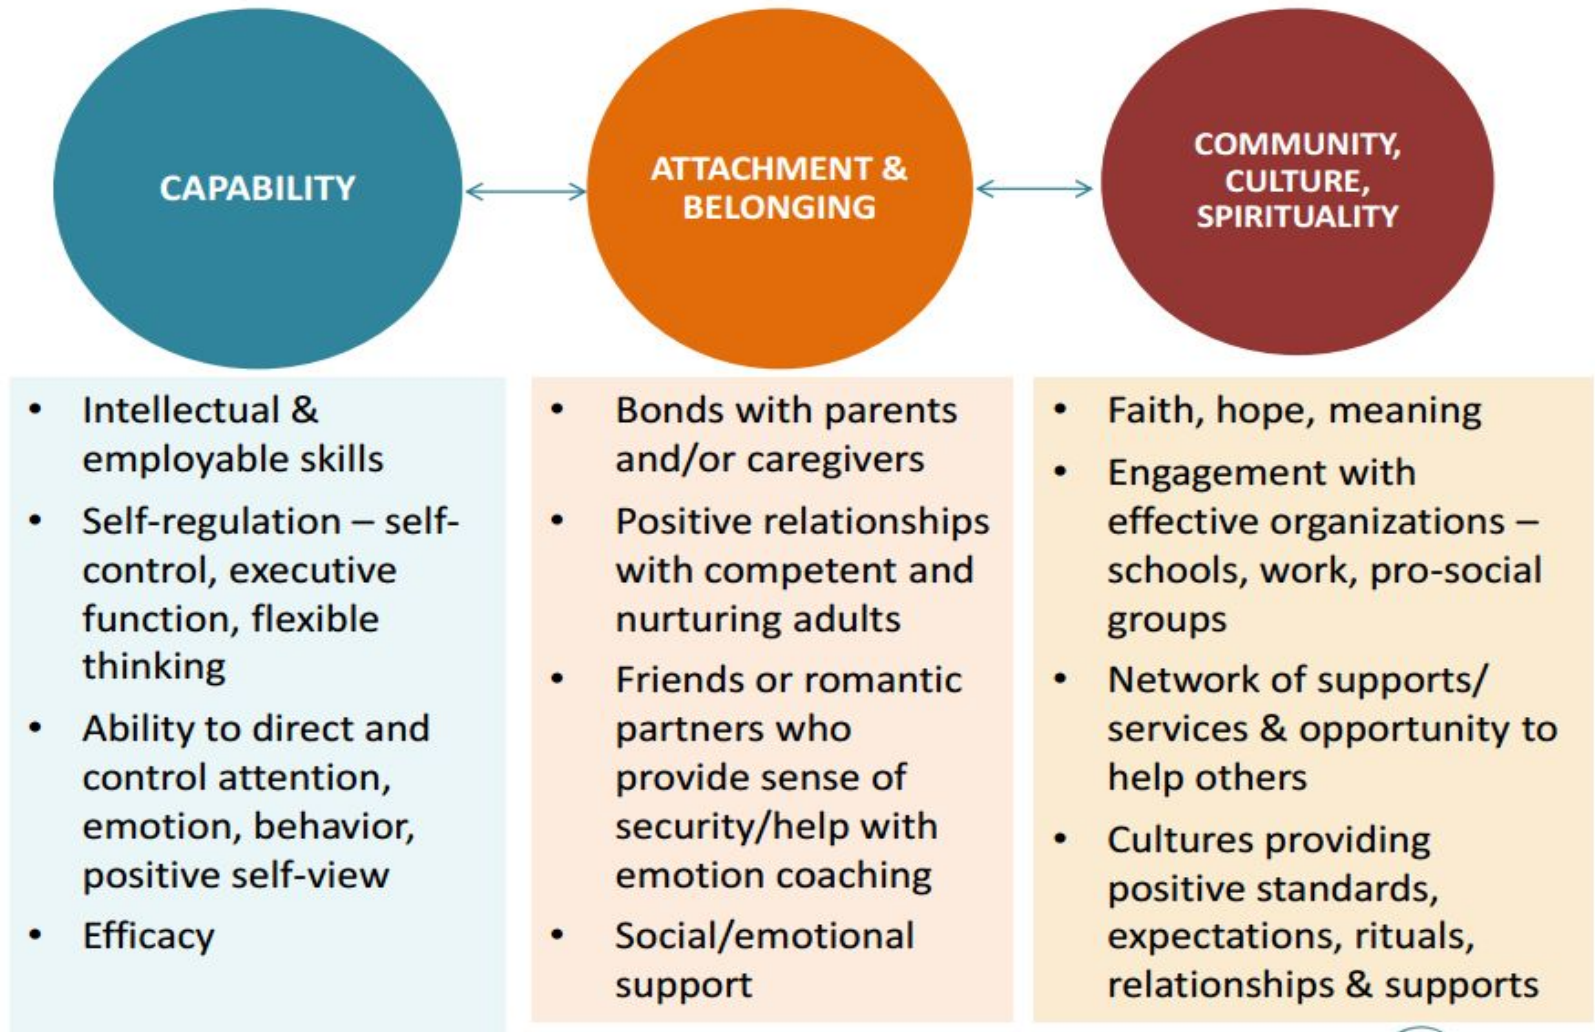 CAPABILITY
ATTACHMENT &
BELONGING
COMMUNITY,
CULTURE,
SPIRITUALITY
• Intellectual &
employable skills
• Self-regulation – self-
control, executive
function, flexible
thinking
• Ability to direct and
control attention,
emotion, behavior,
positive self-view
• Efficacy
• Bonds with parents
and/or caregivers
• Positive relationships
with competent and
nurturing adults
• Friends or romantic
partners who
provide sense of
security/help with
emotion coaching
• Social/emotional
support
• Faith, hope, meaning
• Engagement with
effective organizations –
schools, work, pro-social
groups
• Network of supports/
services & opportunity to
help others
• Cultures providing
positive standards,
expectations, rituals,
relationships & supports